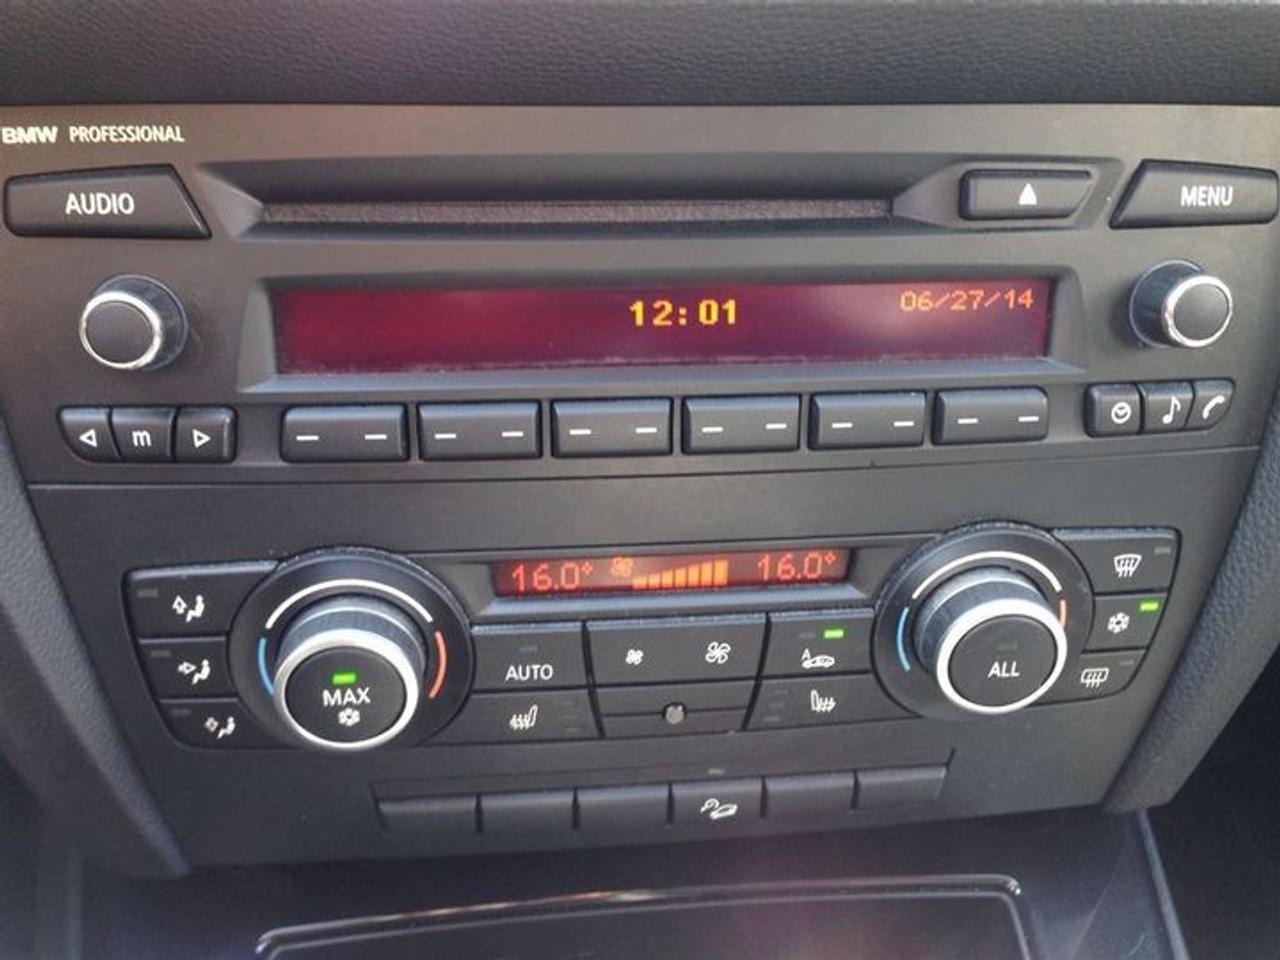 BMW PROFESSIONAL
AUDIO
MENU
12:01
06/27/14
m
16.0°
16.0°
MAX
AUTO
A
ALL